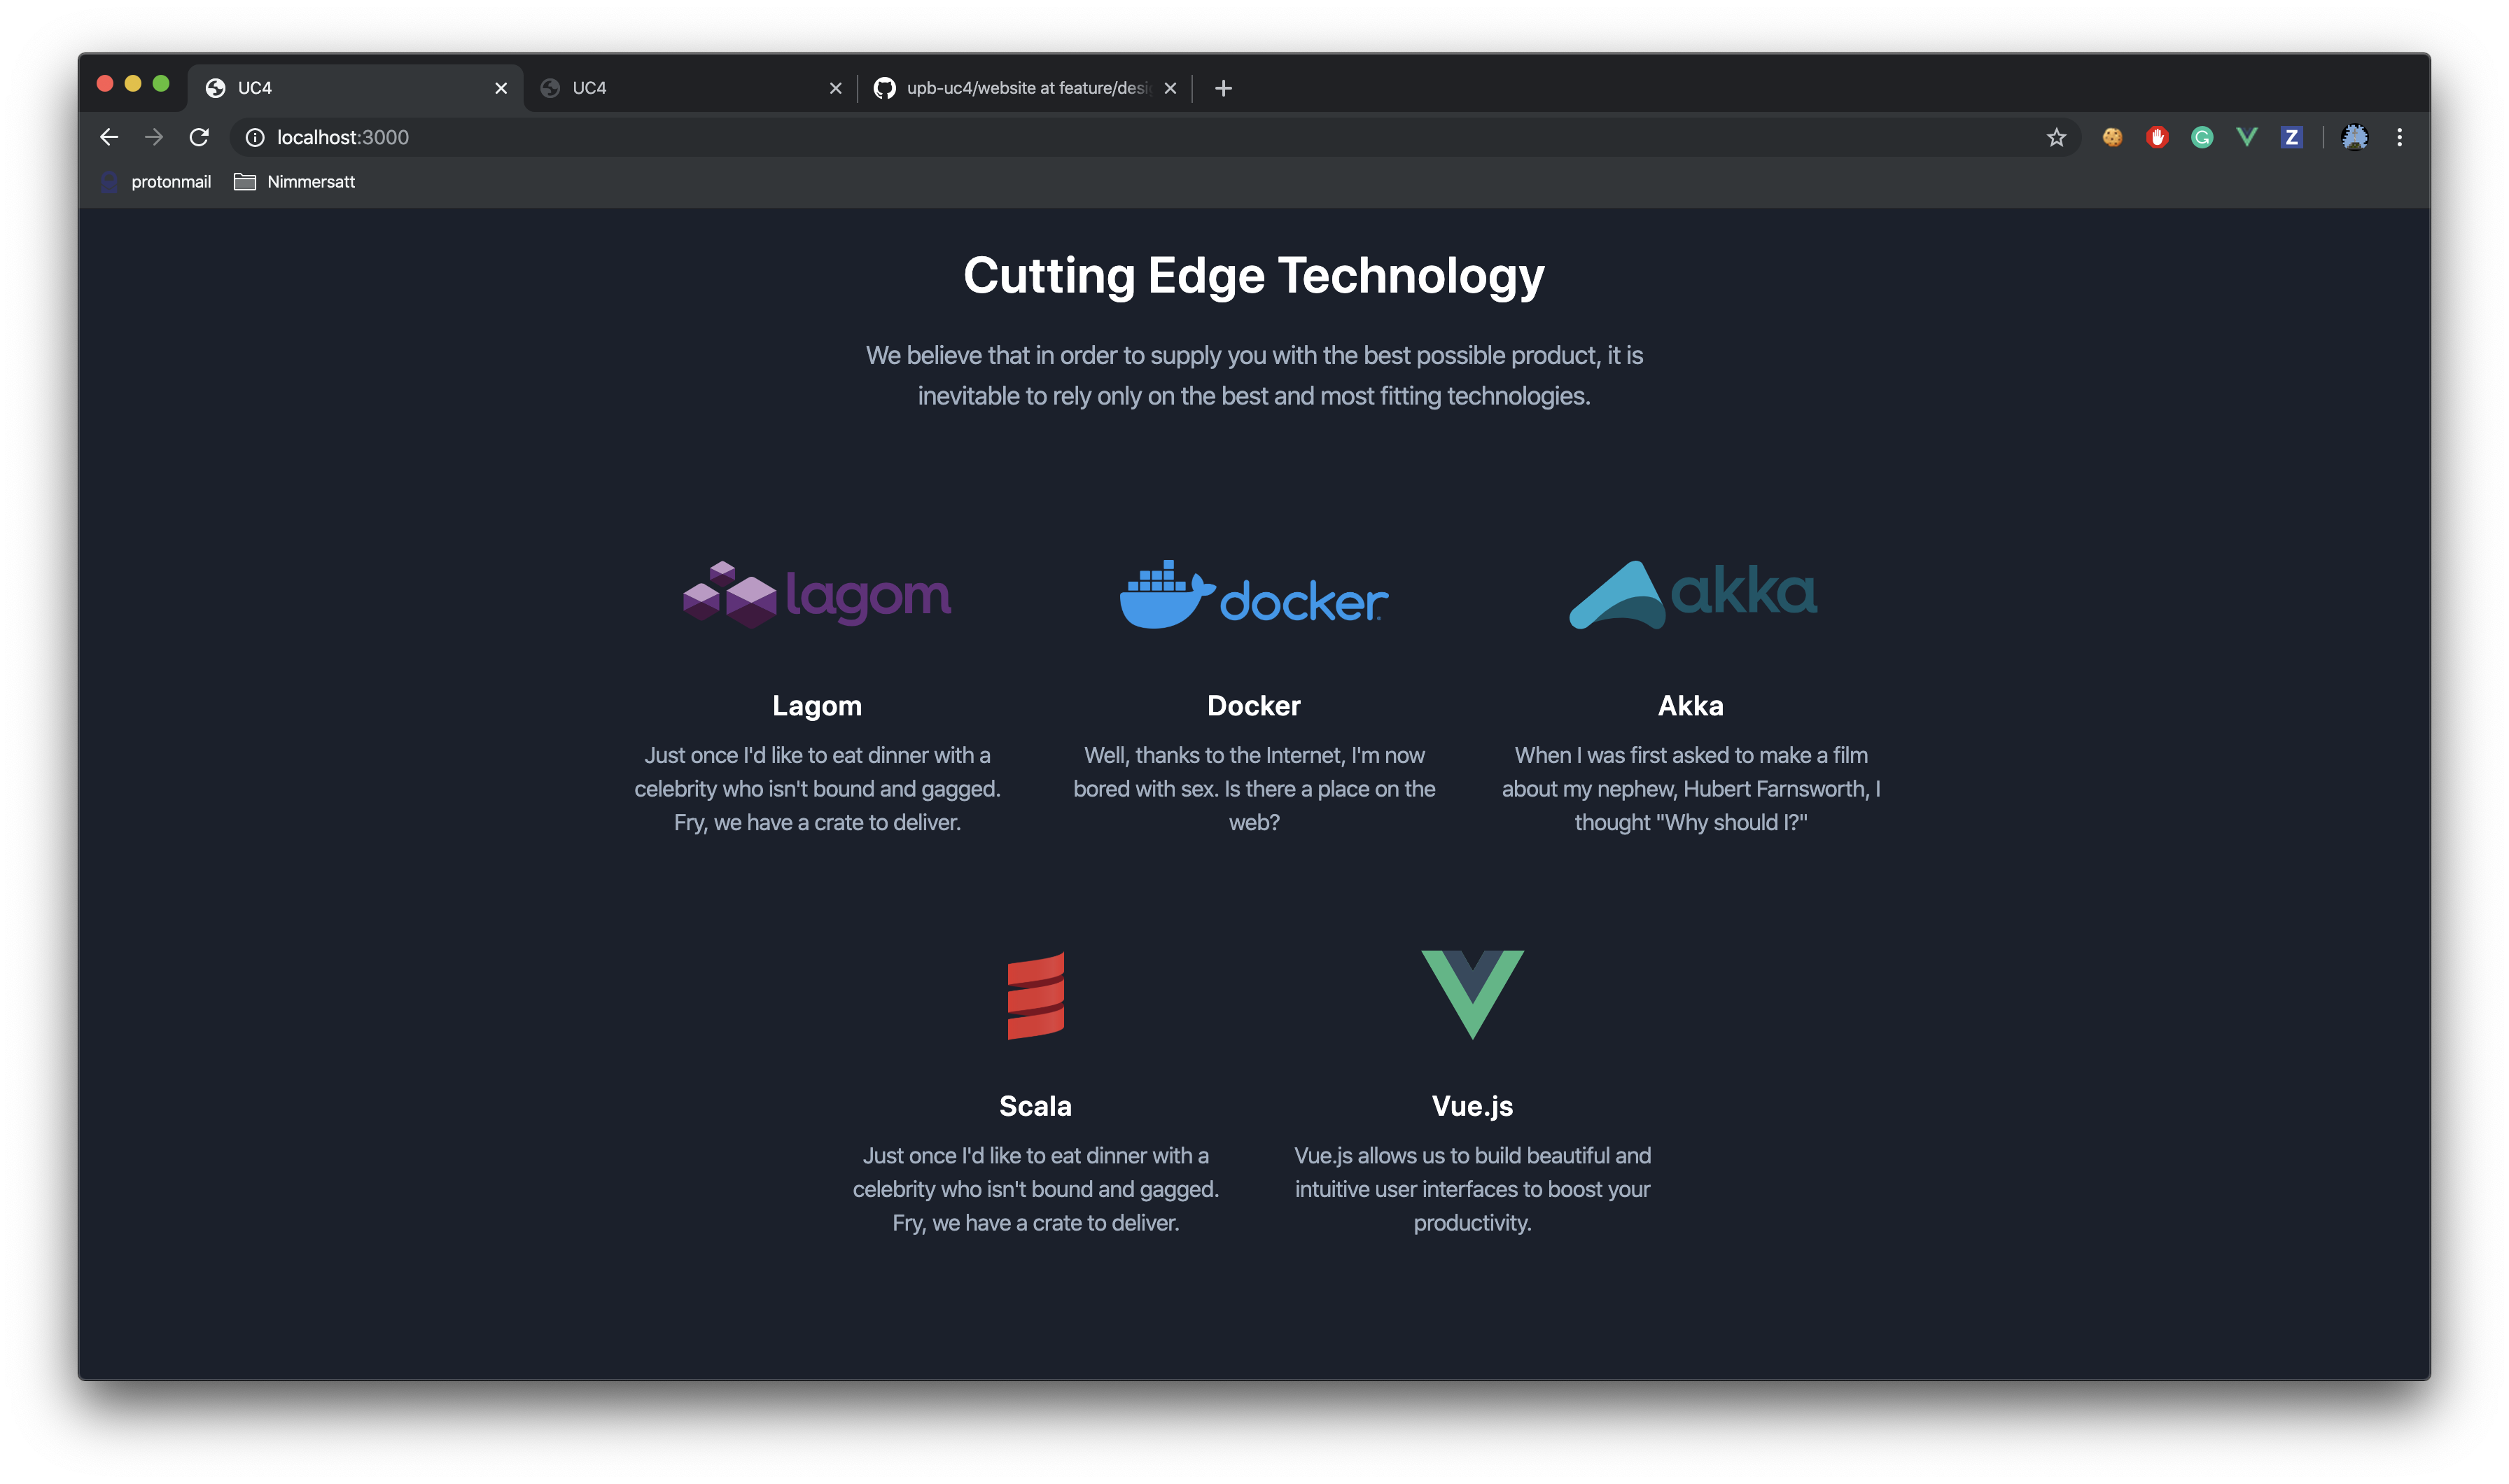 UC4
UC4
upb-uc4/website at feature/desi
localhost:3000
Z
protonmail
Nimmersatt
Cutting Edge Technology
We believe that in order to supply you with the best possible product, it is
inevitable to rely only on the best and most fitting technologies.
lagom
docker
akka
Lagom
Docker
Akka
Just once I'd like to eat dinner with a
celebrity who isn't bound and gagged.
Fry, we have a crate to deliver.
Well, thanks to the Internet, I'm now
bored with sex. Is there a place on the
web?
When I was first asked to make a film
about my nephew, Hubert Farnsworth, I
thought "Why should I?"
Scala
Vue.js
Just once I'd like to eat dinner with a
celebrity who isn't bound and gagged.
Fry, we have a crate to deliver.
Vue.js allows us to build beautiful and
intuitive user interfaces to boost your
productivity.